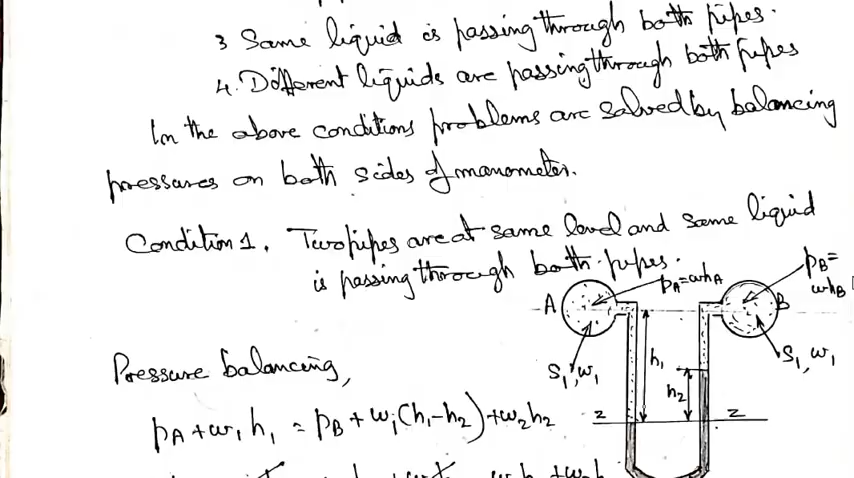 3 Same liquid is passing through both pipes.
4. Different liquids are passing through both pipes
In the above conditions problems are solved by balancing
pressures on both sides of manometer.
Condition 1. Two pipes are at same level and same liquid
is passing through both pipes.
pA=whA
pB=
whB
A
B
S1, w1
h1
h2
S1, w1
Z
Z
Pressure balancing,
pA + w1 h1 = pB + w1(h1-h2) + w2h2